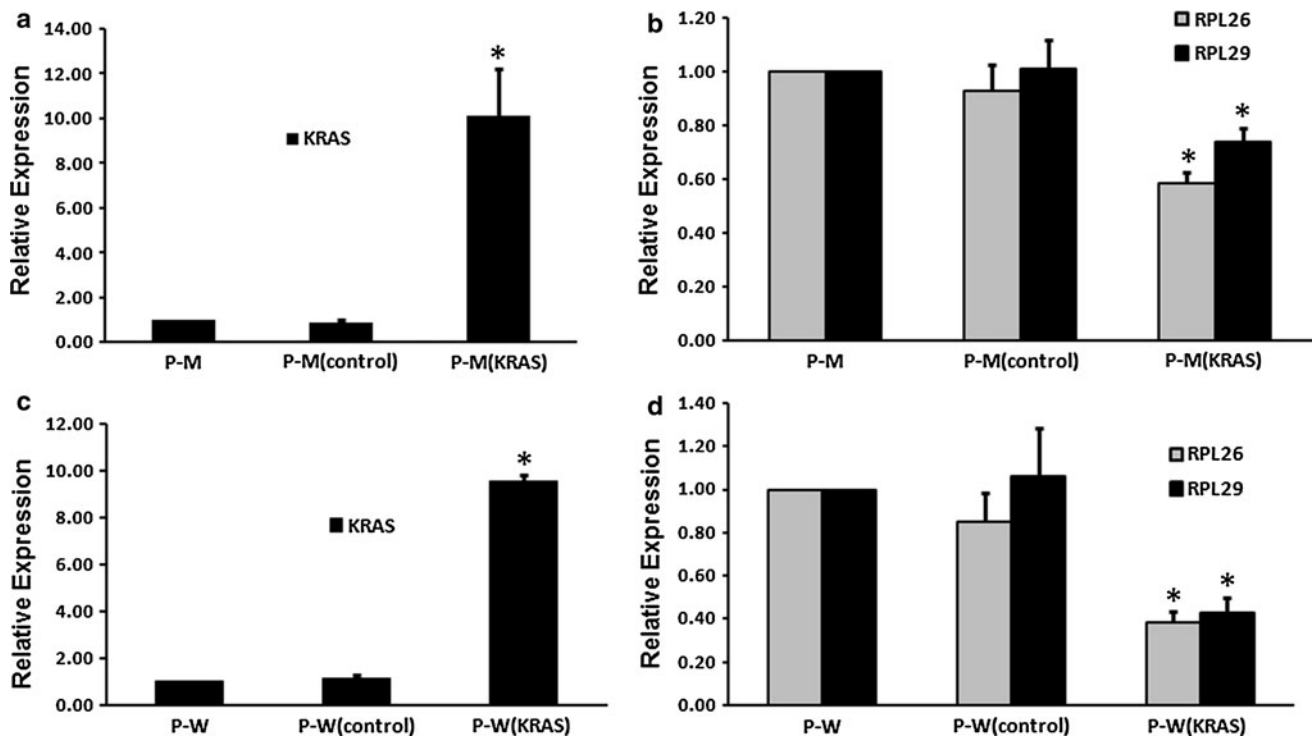 a
14.00
12.00
10.00
8.00
6.00
4.00
2.00
0.00
Relative Expression
*
KRAS
P-M P-M(control) P-M(KRAS)
b
1.20
1.00
0.80
0.60
0.40
0.20
0.00
Relative Expression
RPL26
RPL29
* *
P-M P-M(control) P-M(KRAS)
c
12.00
10.00
8.00
6.00
4.00
2.00
0.00
Relative Expression
*
KRAS
P-W P-W(control) P-W(KRAS)
d
1.40
1.20
1.00
0.80
0.60
0.40
0.20
0.00
Relative Expression
RPL26
RPL29
* *
P-W P-W(control) P-W(KRAS)